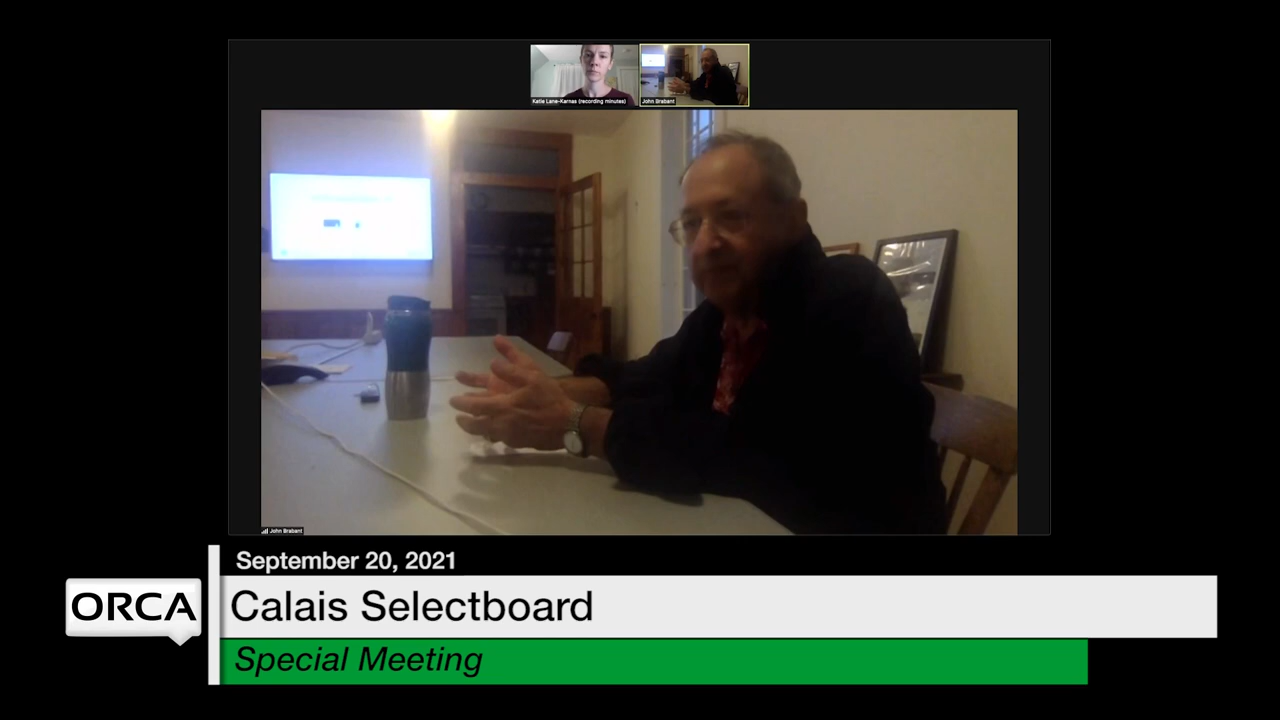 Katie Lane-Karnas (recording minutes)
John Brabant
John Brabant
September 20, 2021
ORCA
Calais Selectboard
Special Meeting